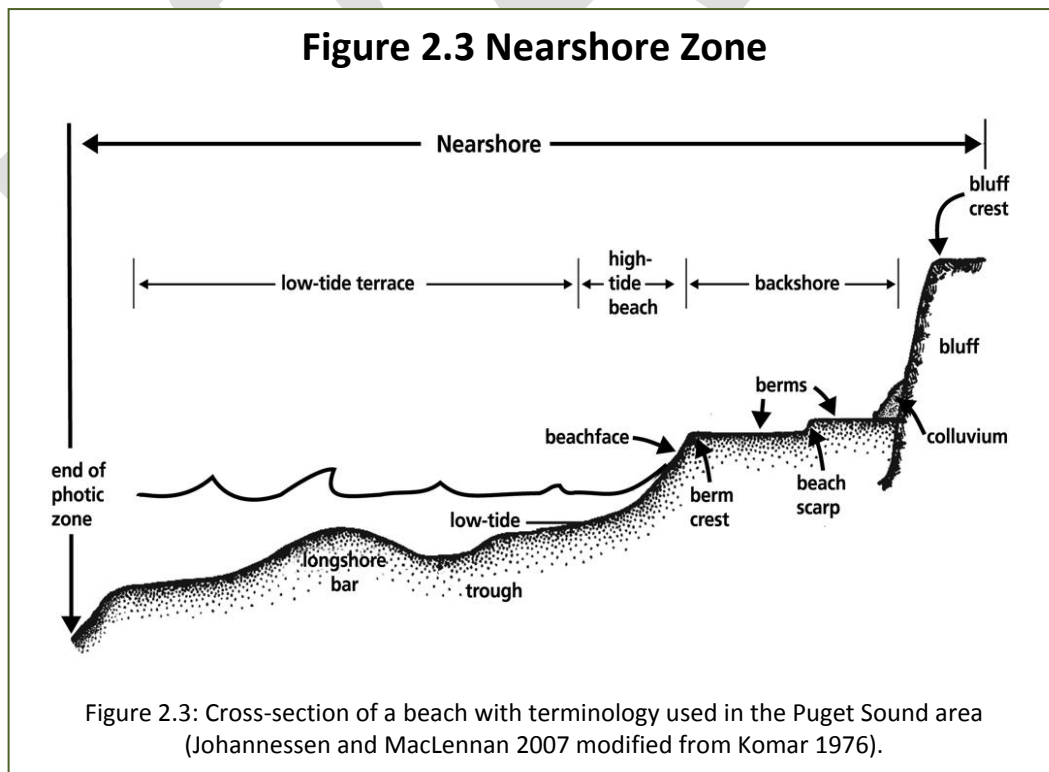 Figure 2.3 Nearshore Zone
Nearshore
bluff
crest
low-tide terrace
high-
tide
beach
backshore
bluff
berms
beachface
colluvium
end of
photic
zone
low-tide
berm
crest
beach
scarp
longshore
bar
trough
Figure 2.3: Cross-section of a beach with terminology used in the Puget Sound area
(Johannessen and MacLennan 2007 modified from Komar 1976).